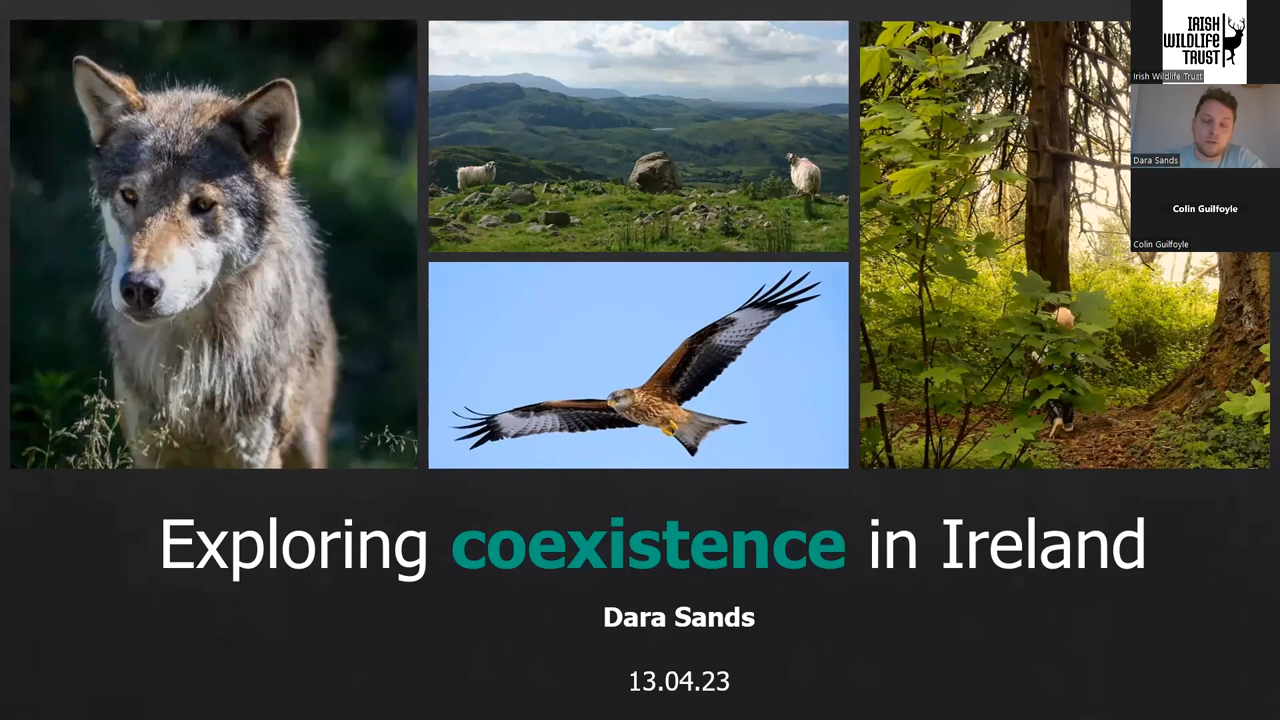 IRISH
WILDLIFE
TRUST
Irish Wildlife Trust
Dara Sands
Colin Guilfoyle
Colin Guilfoyle
Exploring coexistence in Ireland
Dara Sands
13.04.23